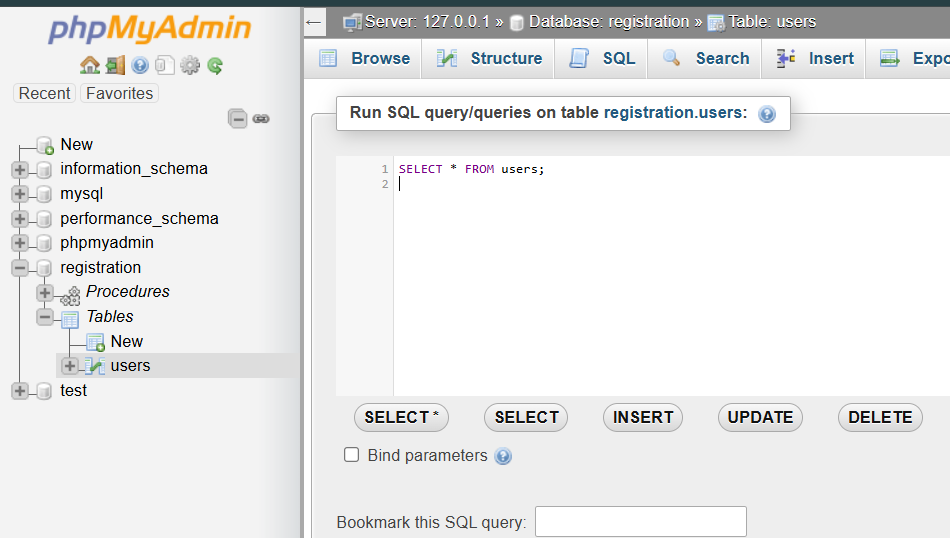 phpMyAdmin
Recent Favorites
New
information_schema
mysql
performance_schema
phpmyadmin
registration
Procedures
Tables
New
users
test
← Server: 127.0.0.1 » Database: registration » Table: users
Browse Structure SQL Search Insert Expo
Run SQL query/queries on table registration.users:
1 SELECT * FROM users;
2
SELECT * SELECT INSERT UPDATE DELETE
Bind parameters
Bookmark this SQL query: